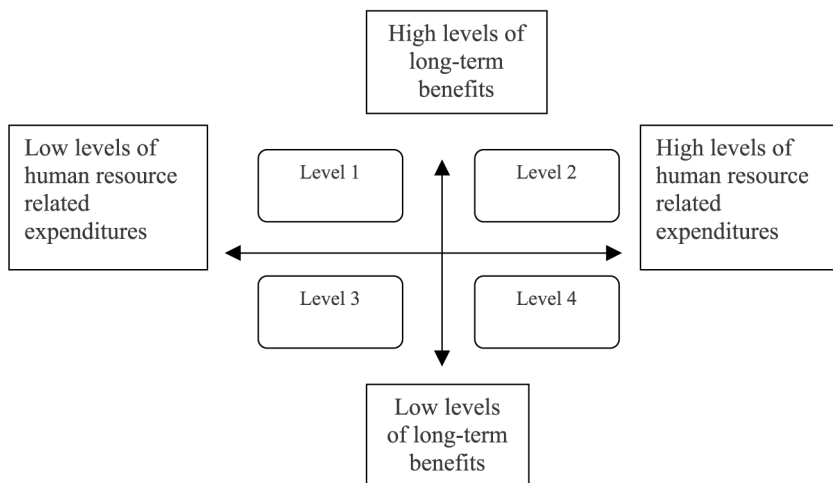 High levels of
long-term
benefits
Low levels of
human resource
related
expenditures
Level 1
Level 2
High levels of
human resource
related
expenditures
Level 3
Level 4
Low levels
of long-term
benefits